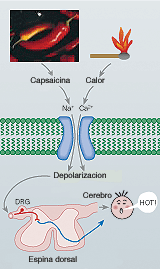 Capsaicina Calor
Na⁺ Ca²⁺
Depolarizacion
Cerebro
DRG
HOT!
Espina dorsal